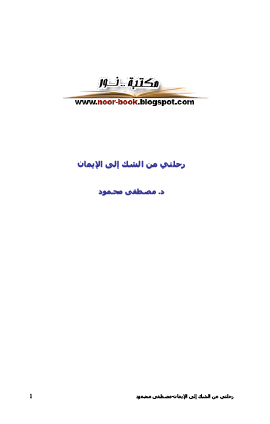 مكتبة نور
www.noor-book.blogspot.com
رحلتي من الشك إلى الإيمان
د. مصطفى محمود
رحلتي من الشك إلى الإيمان-مصطفى محمود
1